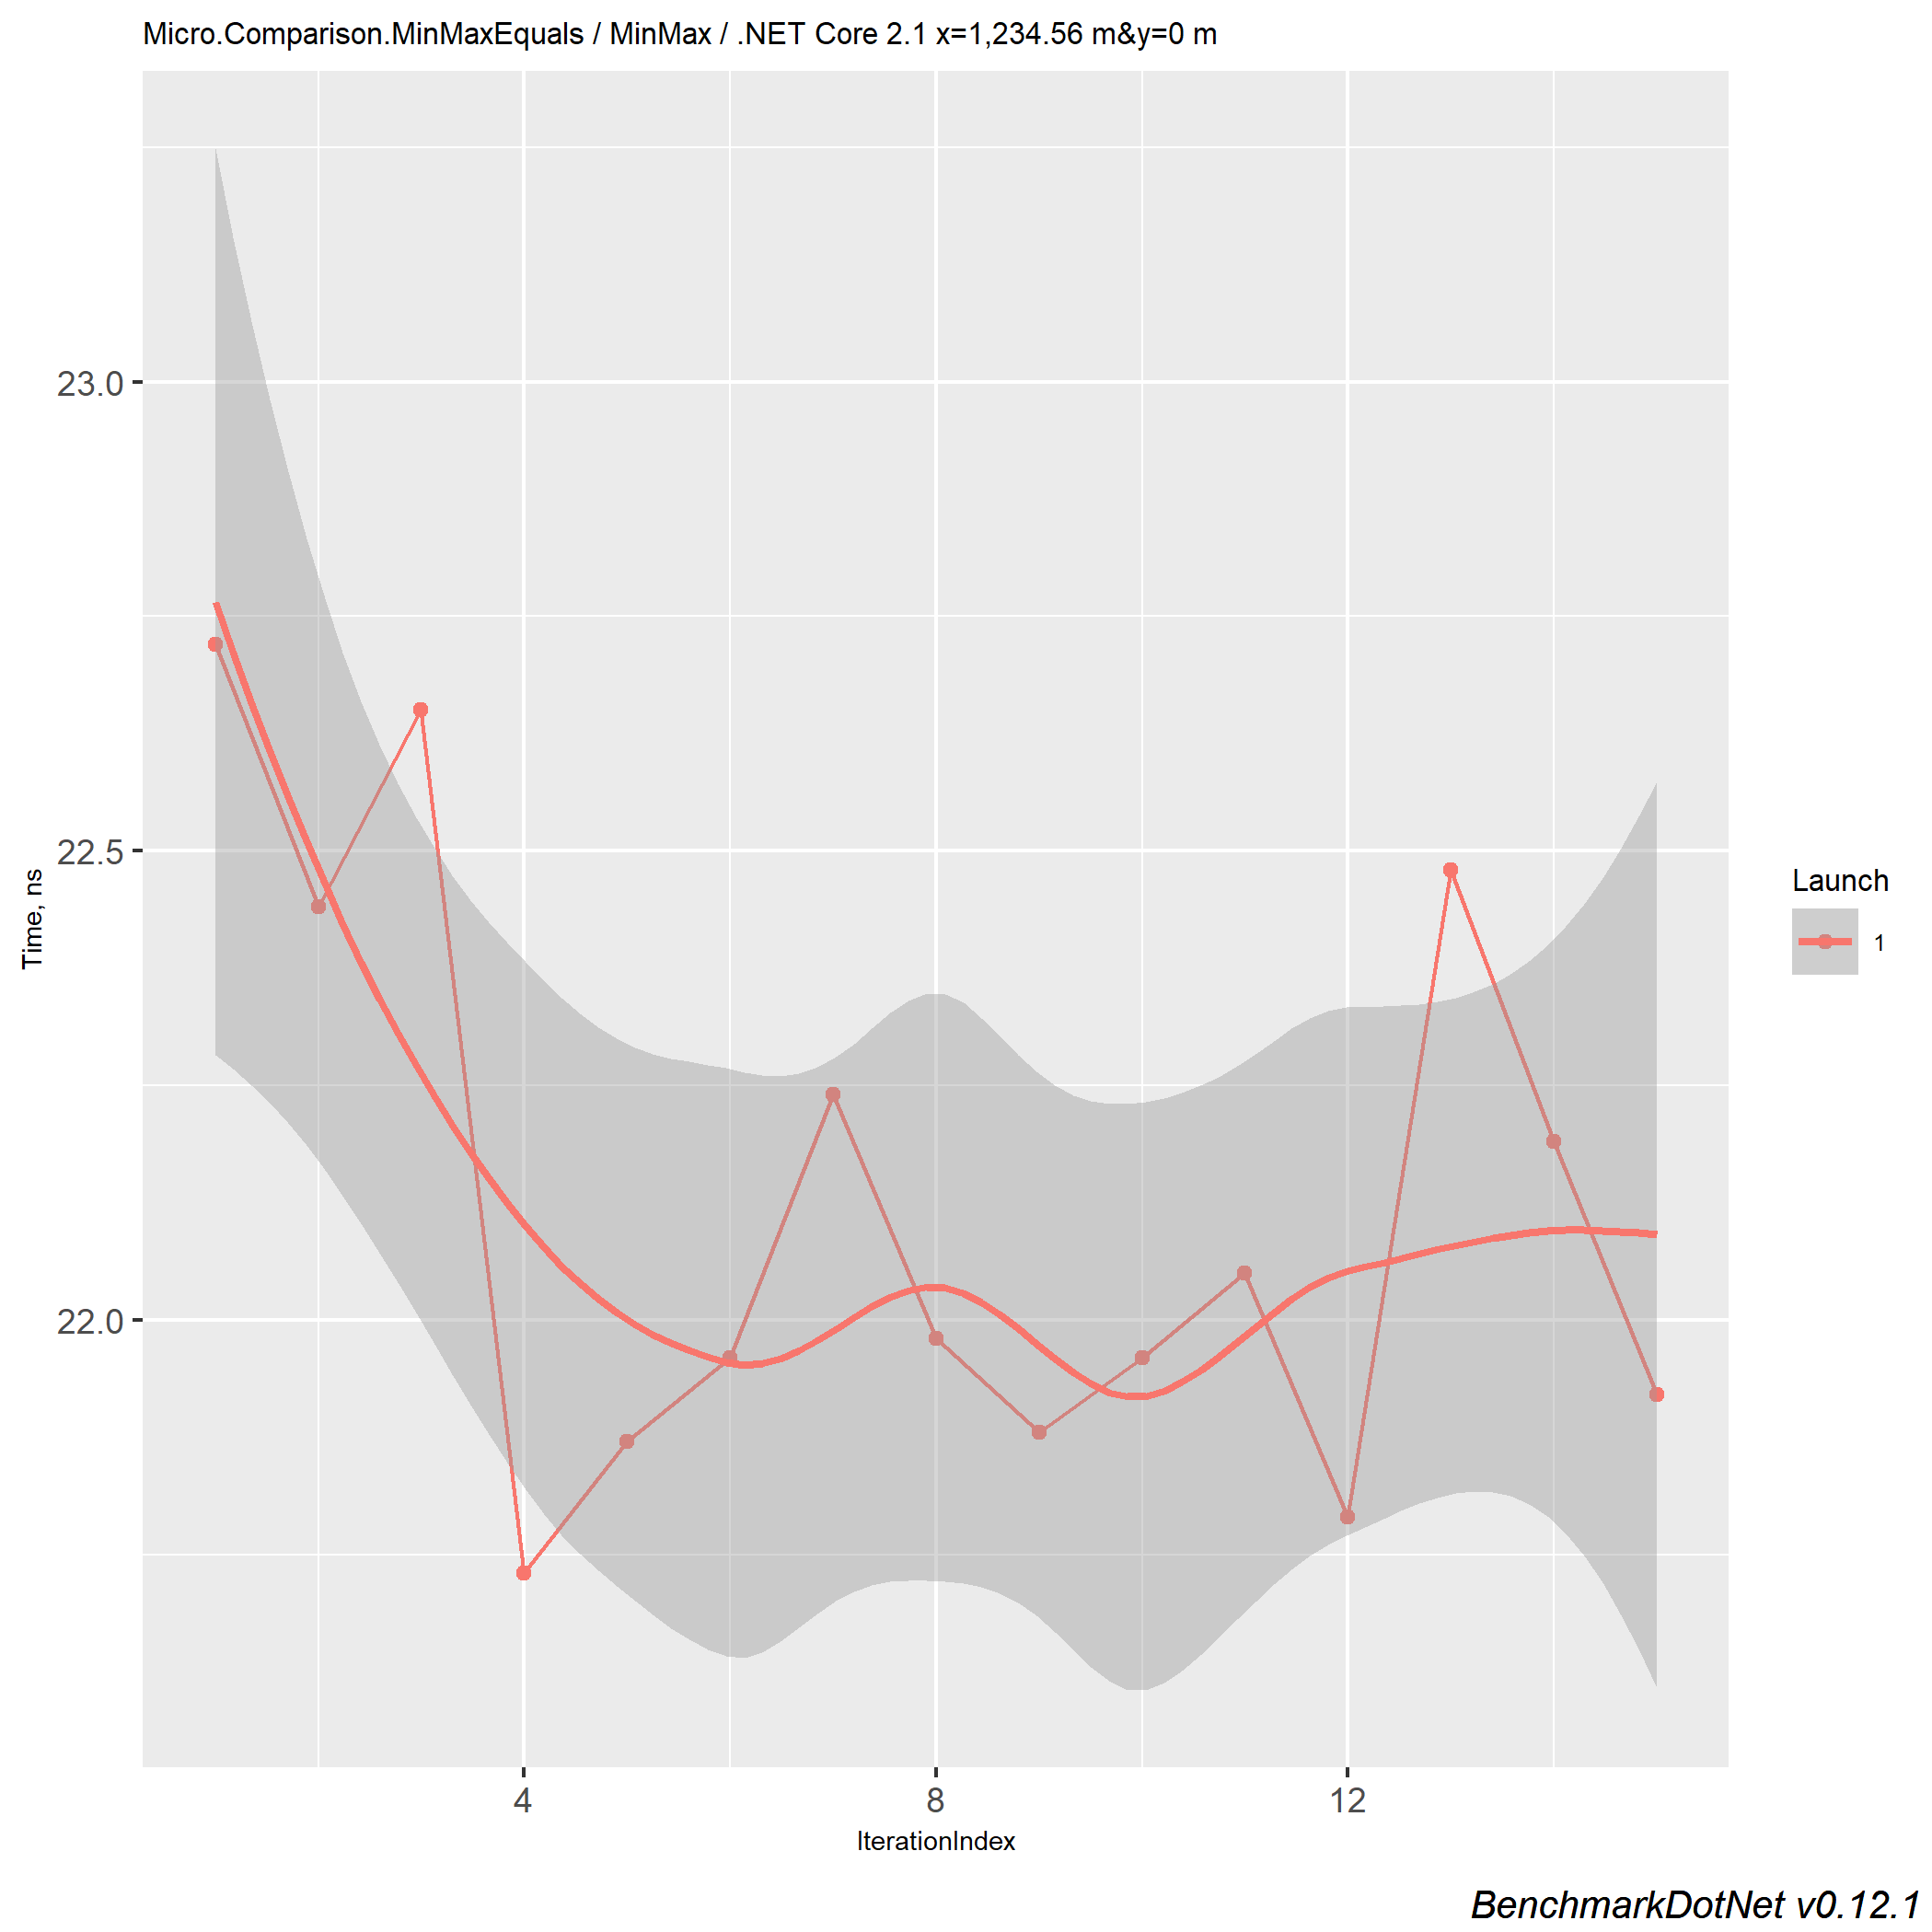 Micro.Comparison.MinMaxEquals / MinMax / .NET Core 2.1 x=1,234.56 m&y=0 m
23.0
22.5
22.0
Time, ns
4
8
12
IterationIndex
Launch
1
BenchmarkDotNet v0.12.1